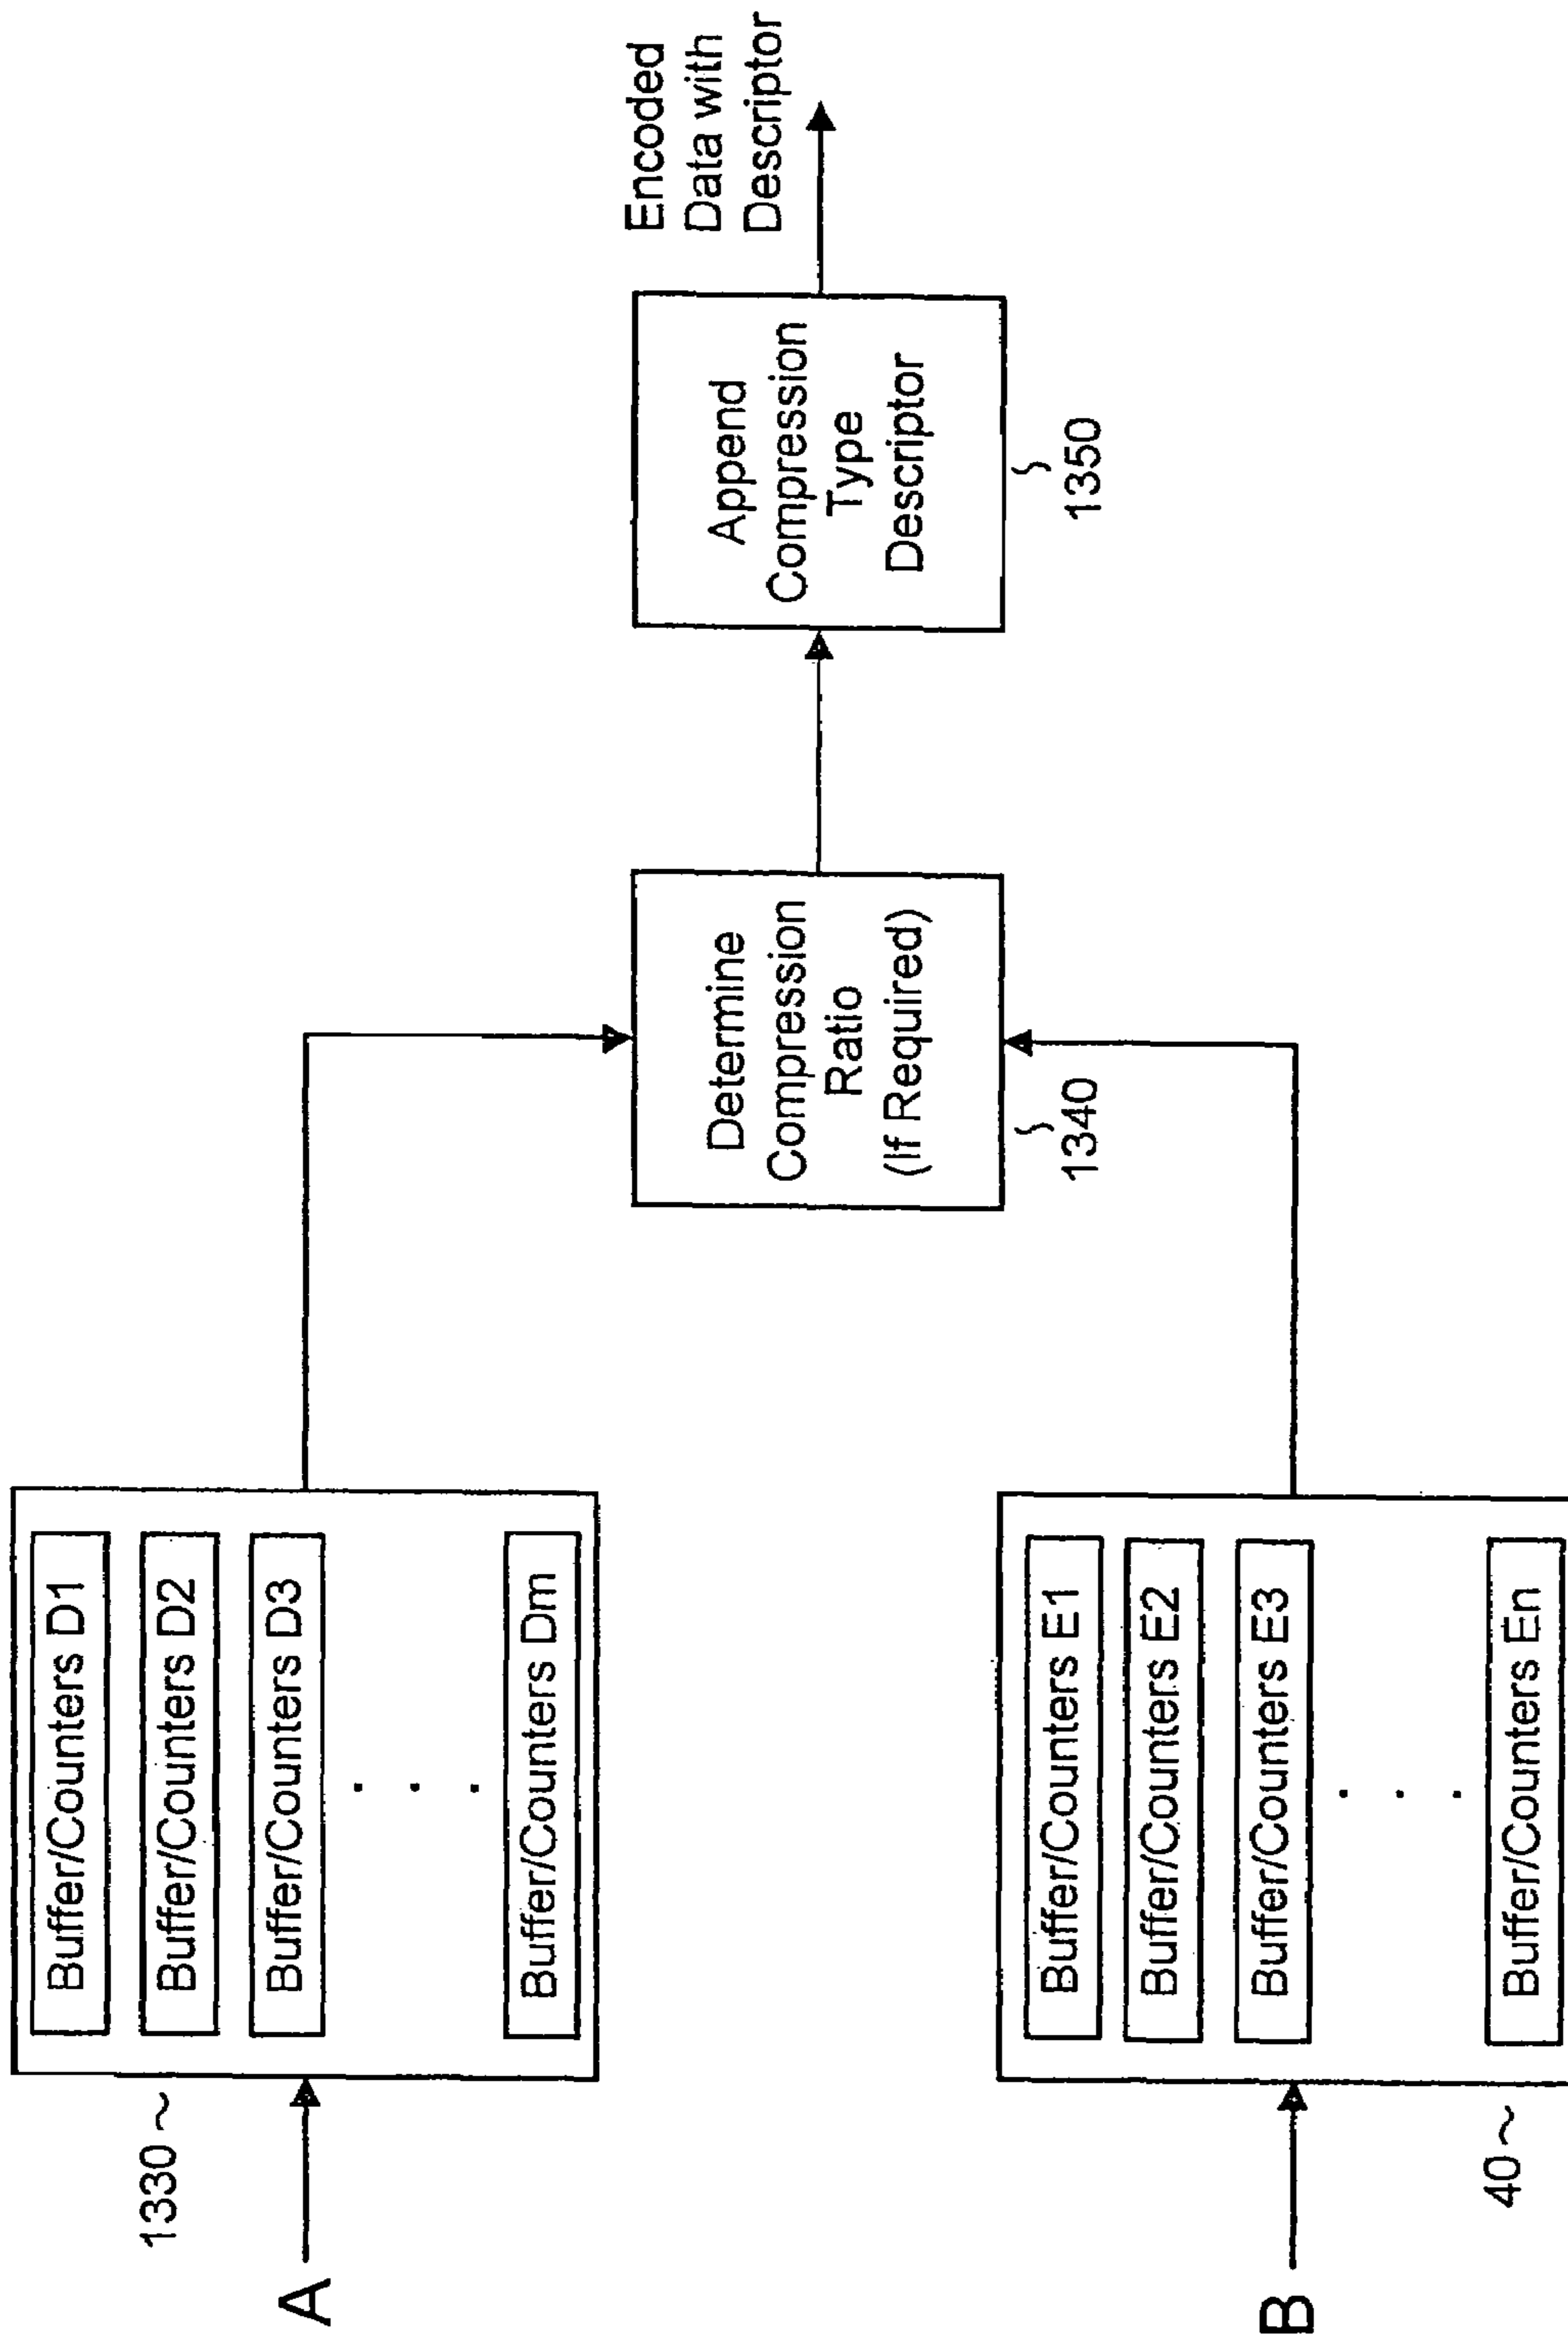 A
1330
Buffer/Counters D1
Buffer/Counters D2
Buffer/Counters D3
. . .
Buffer/Counters Dm
B
40
Buffer/Counters E1
Buffer/Counters E2
Buffer/Counters E3
. . .
Buffer/Counters En
Determine
Compression
Ratio
(If Required)
1340
Append
Compression
Type
Descriptor
1350
Encoded
Data with
Descriptor